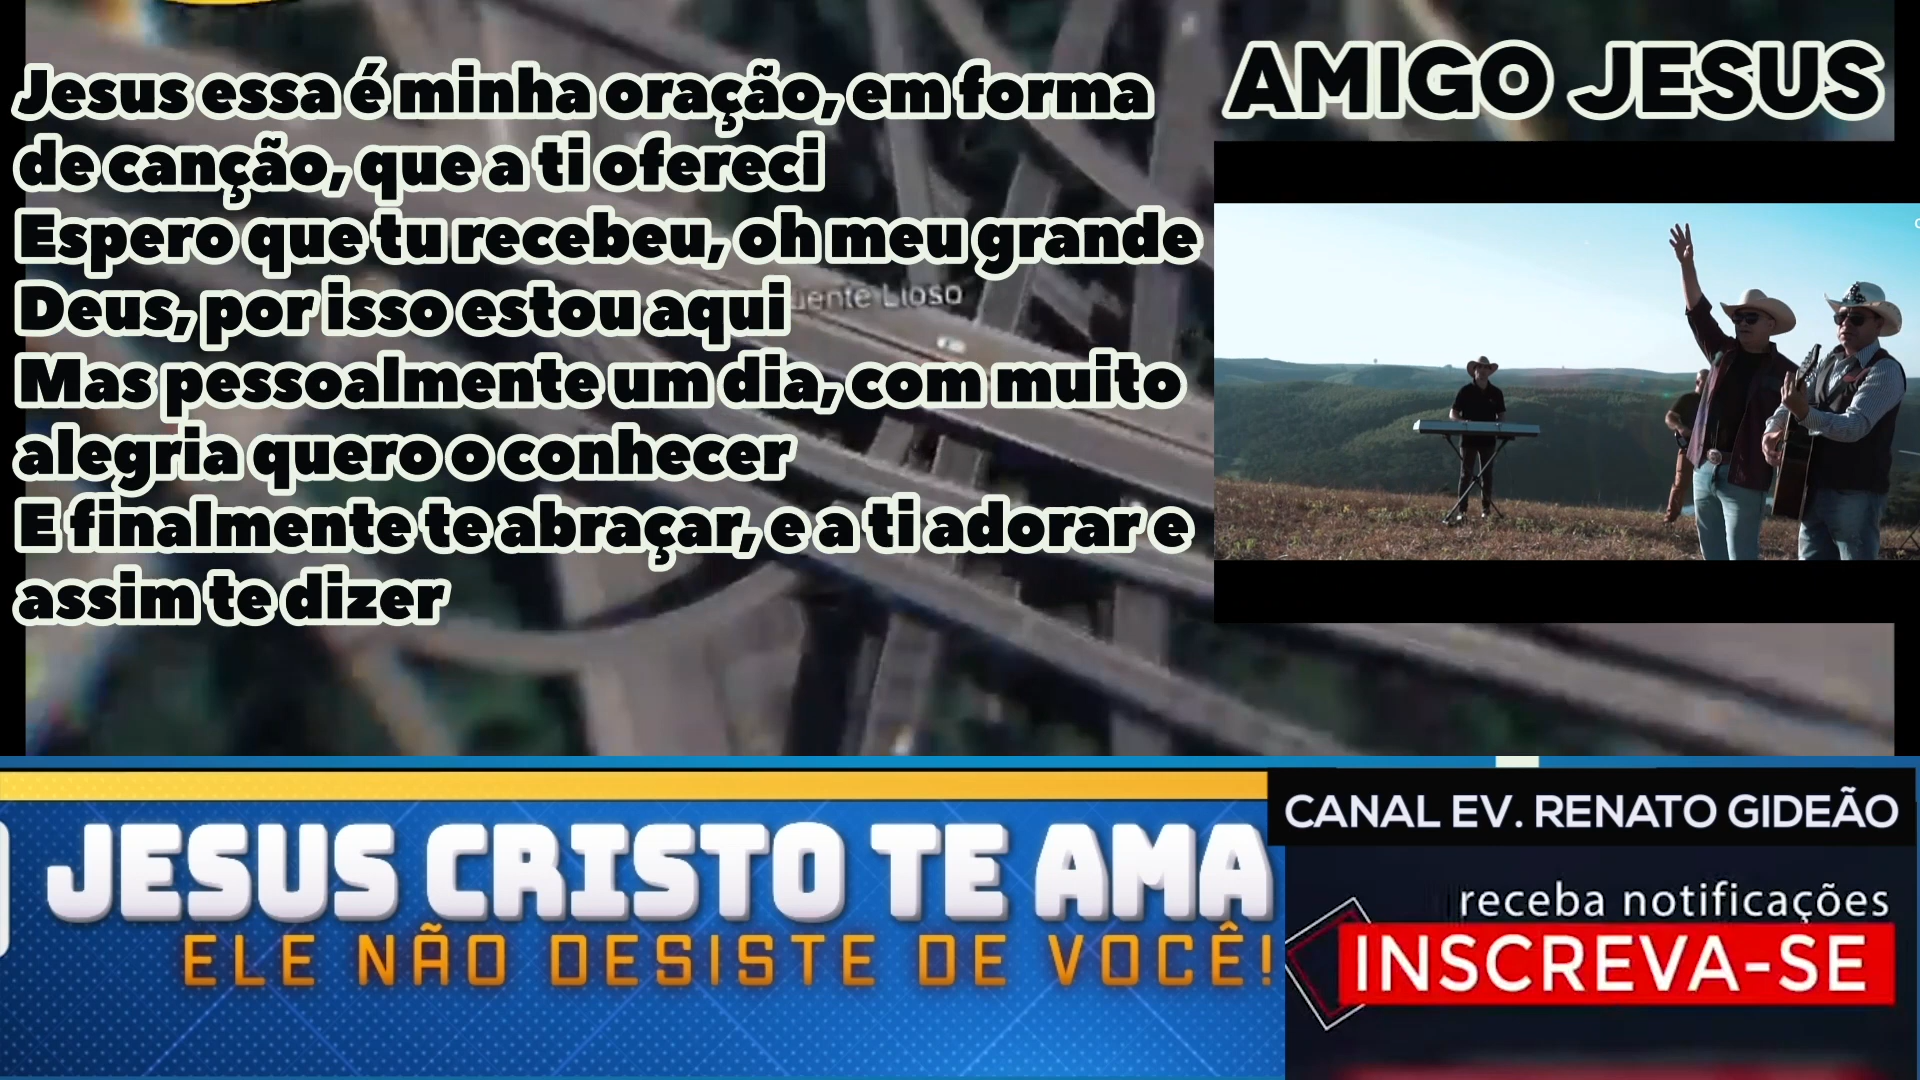 Jesus essa é minha oração, em forma
de canção, que a ti ofereci
Espero que tu recebeu, oh meu grande
Deus, por isso estou aqui
Mas pessoalmente um dia, com muito
alegria quero o conhecer
E finalmente te abraçar, e a ti adorar e
assim te dizer
AMIGO JESUS
JESUS CRISTO TE AMA
ELE NÃO DESISTE DE VOCÊ!
CANAL EV. RENATO GIDEÃO
receba notificações
INSCREVA-SE